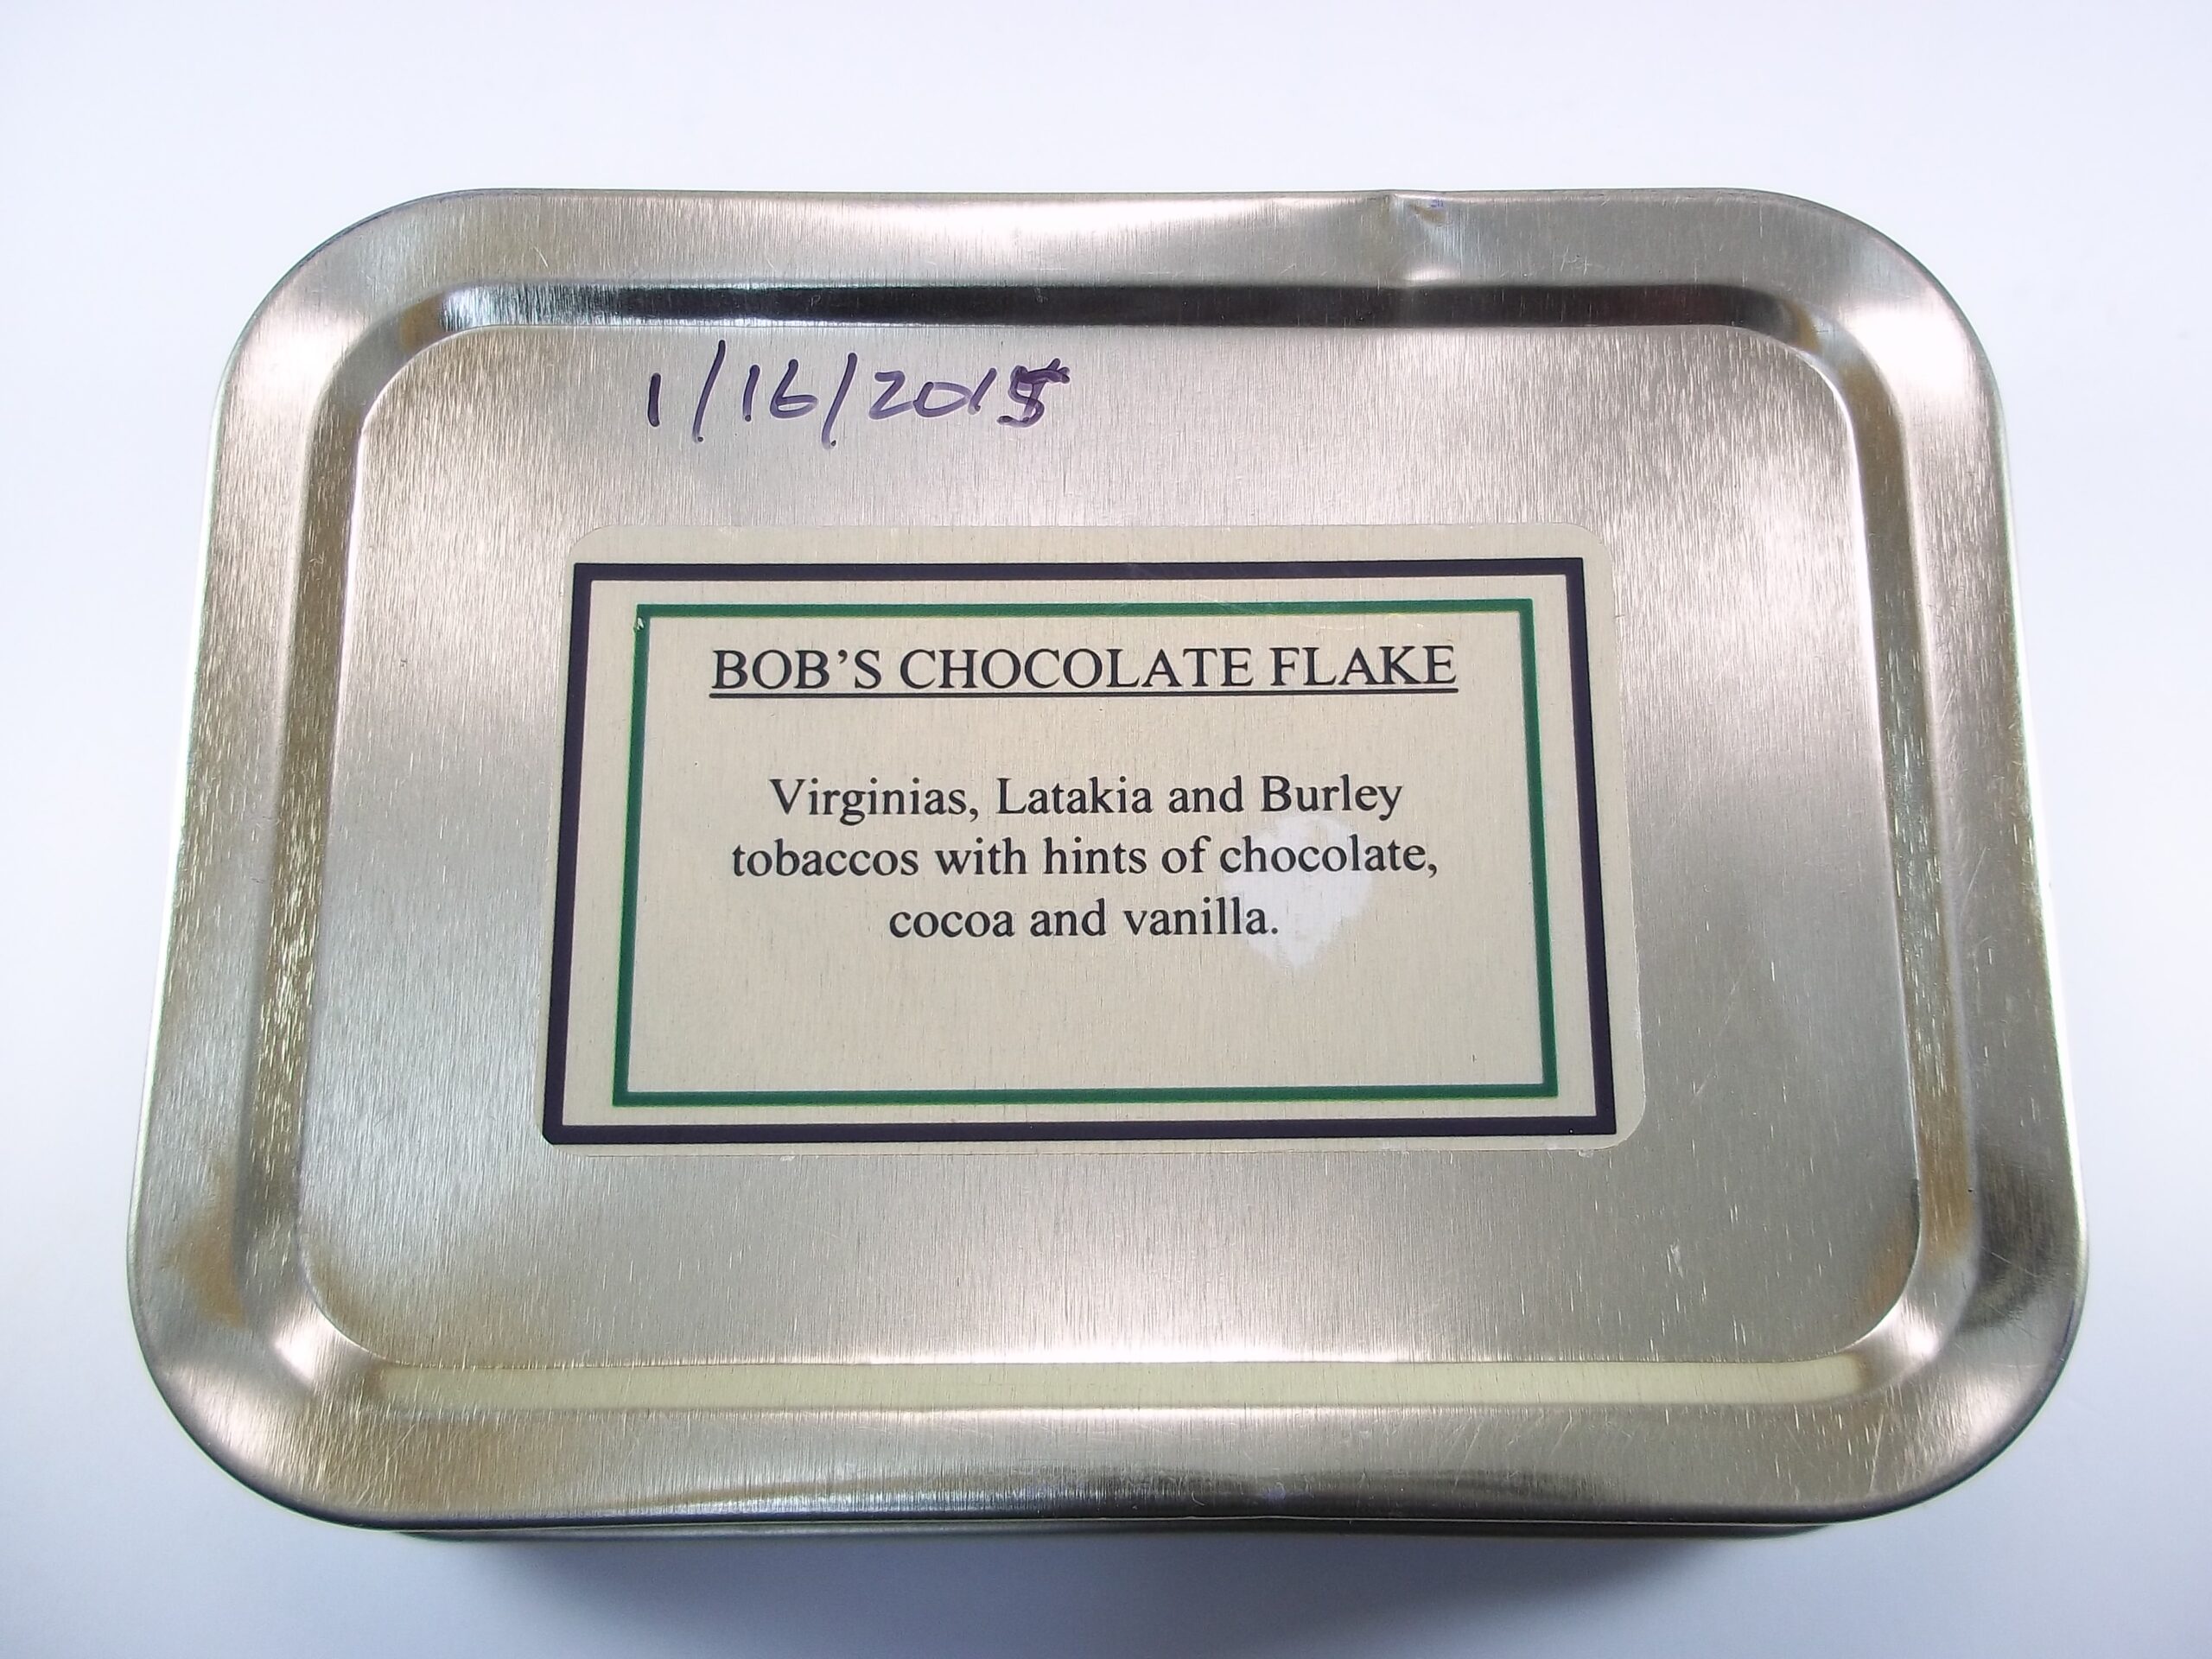 1/16/2015
BOB'S CHOCOLATE FLAKE
Virginias, Latakia and Burley
tobaccos with hints of chocolate,
cocoa and vanilla.